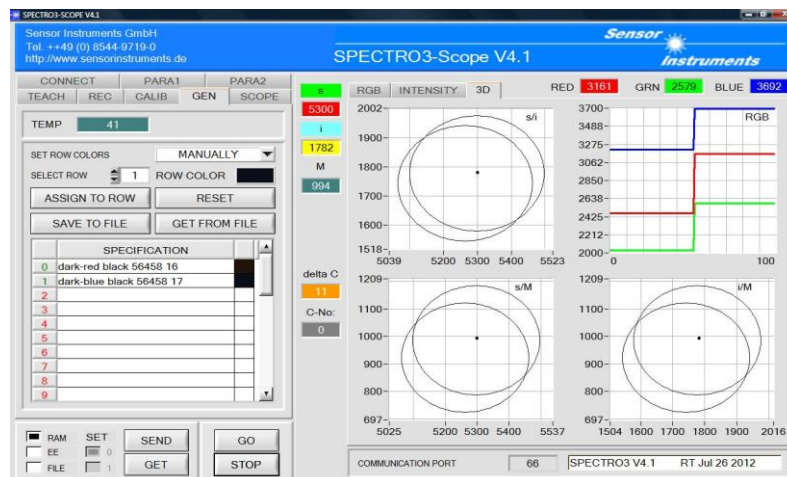 SPECTRO3-SCOPE V4.1
Sensor Instruments GmbH
Tel. ++49 (0) 8544-9719-0
http://www.sensorinstruments.de
SPECTRO3-Scope V4.1
Sensor
Instruments
CONNECT PARA1 PARA2
TEACH REC CALIB GEN SCOPE
TEMP 41
SET ROW COLORS MANUALLY
SELECT ROW 1 ROW COLOR
ASSIGN TO ROW RESET
SAVE TO FILE GET FROM FILE
SPECIFICATION
0 dark-red black 56458 16
1 dark-blue black 56458 17
2
3
4
5
6
7
8
9
RAM SET
EE 0
FILE 1
SEND GO
GET STOP
s
5300
i
1782
M
994
delta C
11
C-No:
0
RGB INTENSITY 3D
RED 3161 GRN 2579 BLUE 3692
s/i
2002-
1900-
1800-
1700-
1600-
1518-
5039 5200 5300 5400 5523
RGB
3700-
3488-
3275-
3062-
2850-
2638-
2425-
2212-
2000-
0 100
s/M
1209-
1100-
1000-
900-
800-
697-
5025 5200 5300 5400 5537
i/M
1209-
1100-
1000-
900-
800-
697-
1504 1600 1700 1800 1900 2016
COMMUNICATION PORT 66 SPECTRO3 V4.1 RT Jul 26 2012